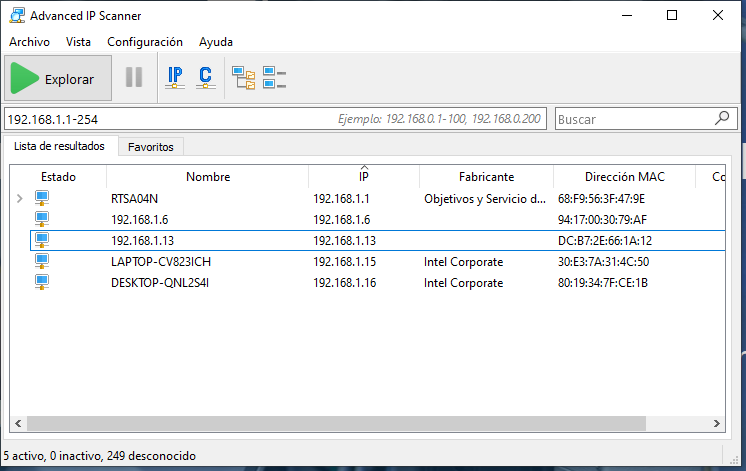 Advanced IP Scanner
Archivo Vista Configuración Ayuda
Explorar IP C
192.168.1.1-254 Ejemplo: 192.168.0.1-100, 192.168.0.200 Buscar
Lista de resultados Favoritos
Estado Nombre IP Fabricante Dirección MAC Co
RTSA04N 192.168.1.1 Objetivos y Servicio d... 68:F9:56:3F:47:9E
192.168.1.6 192.168.1.6 94:17:00:30:79:AF
192.168.1.13 192.168.1.13 DC:B7:2E:66:1A:12
LAPTOP-CV823ICH 192.168.1.15 Intel Corporate 30:E3:7A:31:4C:50
DESKTOP-QNL2S4I 192.168.1.16 Intel Corporate 80:19:34:7F:CE:1B
5 activo, 0 inactivo, 249 desconocido